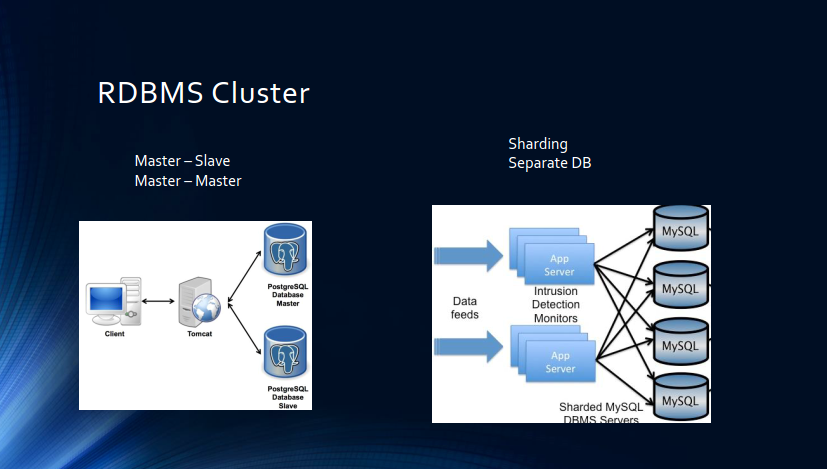 RDBMS Cluster
Master – Slave
Master – Master
Sharding
Separate DB
Client
Tomcat
PostgreSQL
Database
Master
PostgreSQL
Database
Slave
Data
feeds
App
Server
Intrusion
Detection
Monitors
App
Server
Sharded MySQL
DBMS Servers
MySQL
MySQL
MySQL
MySQL